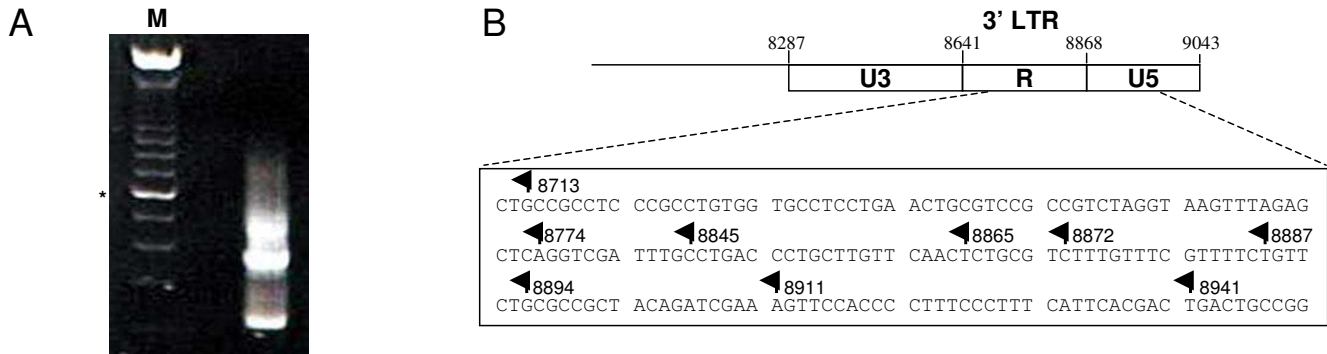 A
M
*
B
3’ LTR
8287 8641 8868 9043
U3 R U5
8713
CTGCCGCCTC CCGCCTGTGG TGCCTCCTGA ACTGCGTCCG CCGTCTAGGT AAGTTTAGAG
8774 8845 8865 8872 8887
CTCAGGTCGA TTTGCCTGAC CCTGCTTGTT CAACTCTGCG TCTTTGTTTC GTTTTCTGTT
8894 8911 8941
CTGCGCCGCT ACAGATCGAA AGTTCCACCC CTTTCCCTTT CATTCACGAC TGACTGCCGG